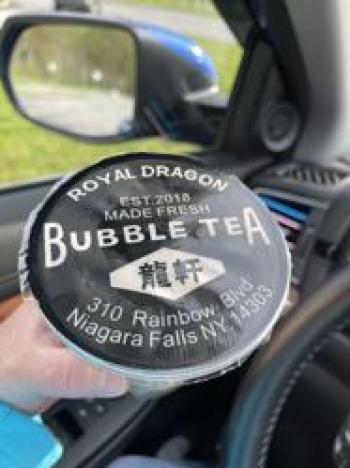 ROYAL DRAGON
EST.2018
MADE FRESH
BUBBLE TEA
龍軒
310 Rainbow Blvd
Niagara Falls NY 14303